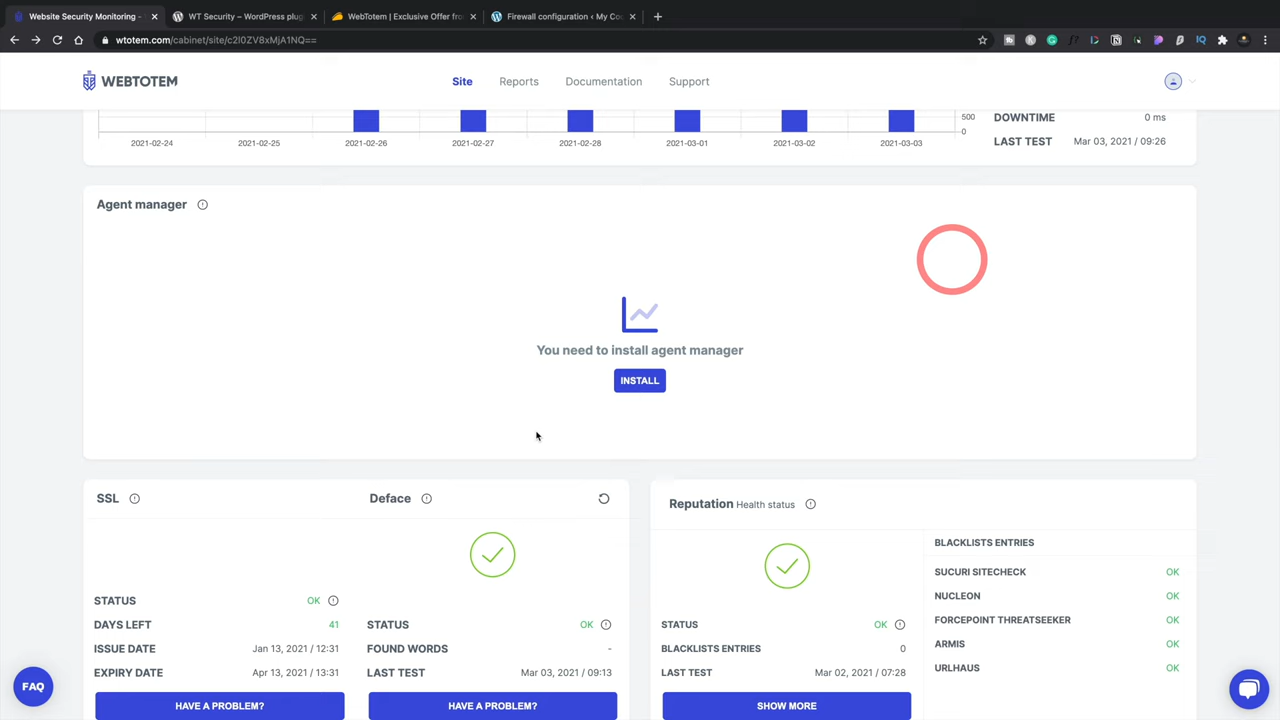 Website Security Monitoring -
WT Security – WordPress plug
WebTotem | Exclusive Offer fro
Firewall configuration ‹ My Co
wtotem.com/cabinet/site/c2l0ZV8xMjA1NQ==
WEBTOTEM
Site Reports Documentation Support
500
0
2021-02-24 2021-02-25 2021-02-26 2021-02-27 2021-02-28 2021-03-01 2021-03-02 2021-03-03
DOWNTIME 0 ms
LAST TEST Mar 03, 2021 / 09:26
Agent manager
You need to install agent manager
INSTALL
SSL
STATUS OK
DAYS LEFT 41
ISSUE DATE Jan 13, 2021 / 12:31
EXPIRY DATE Apr 13, 2021 / 13:31
HAVE A PROBLEM?
Deface
STATUS OK
FOUND WORDS -
LAST TEST Mar 03, 2021 / 09:13
HAVE A PROBLEM?
Reputation Health status
STATUS OK
BLACKLISTS ENTRIES 0
LAST TEST Mar 02, 2021 / 07:28
SHOW MORE
BLACKLISTS ENTRIES
SUCURI SITECHECK OK
NUCLEON OK
FORCEPOINT THREATSEEKER OK
ARMIS OK
URLHAUS OK
FAQ